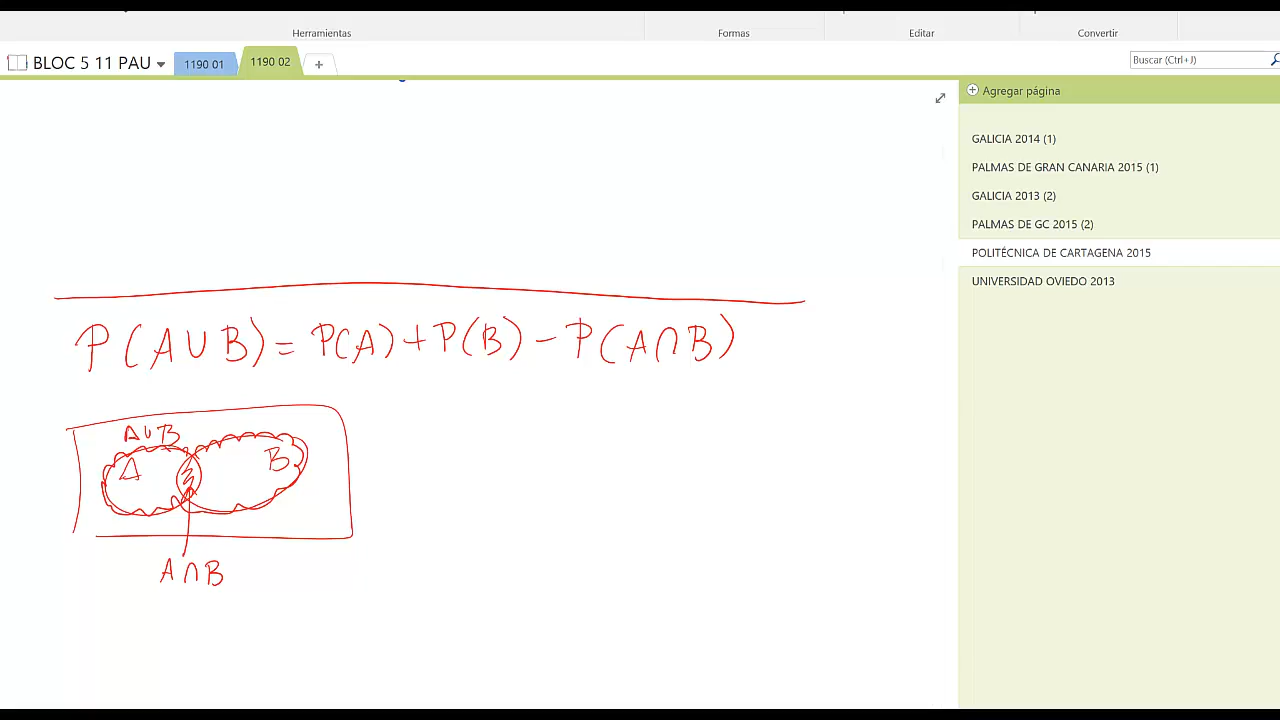 Herramientas Formas Editar Convertir
BLOC 5 11 PAU 1190 01 1190 02 + Buscar (Ctrl+J)
Agregar página
GALICIA 2014 (1)
PALMAS DE GRAN CANARIA 2015 (1)
GALICIA 2013 (2)
PALMAS DE GC 2015 (2)
POLITÉCNICA DE CARTAGENA 2015
UNIVERSIDAD OVIEDO 2013
P(A∪B) = P(A) + P(B) − P(A∩B)
A∪B
A B
A∩B